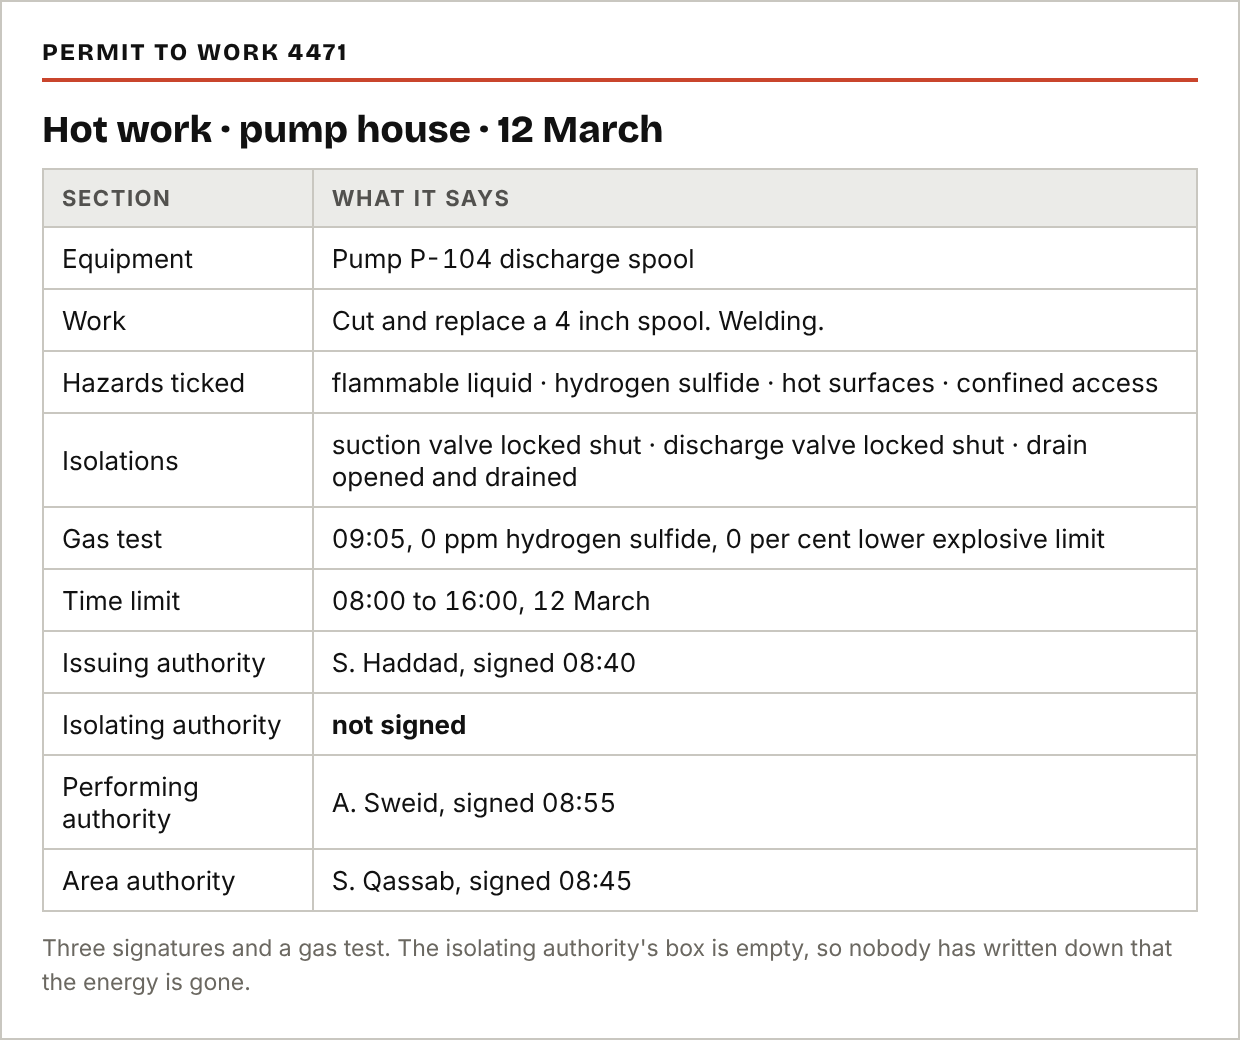 PERMIT TO WORK 4471
Hot work · pump house · 12 March
SECTION WHAT IT SAYS
Equipment Pump P-104 discharge spool
Work Cut and replace a 4 inch spool. Welding.
Hazards ticked flammable liquid · hydrogen sulfide · hot surfaces · confined access
Isolations suction valve locked shut · discharge valve locked shut · drain
opened and drained
Gas test 09:05, 0 ppm hydrogen sulfide, 0 per cent lower explosive limit
Time limit 08:00 to 16:00, 12 March
Issuing authority S. Haddad, signed 08:40
Isolating authority not signed
Performing
authority A. Sweid, signed 08:55
Area authority S. Qassab, signed 08:45
Three signatures and a gas test. The isolating authority's box is empty, so nobody has written down that
the energy is gone.